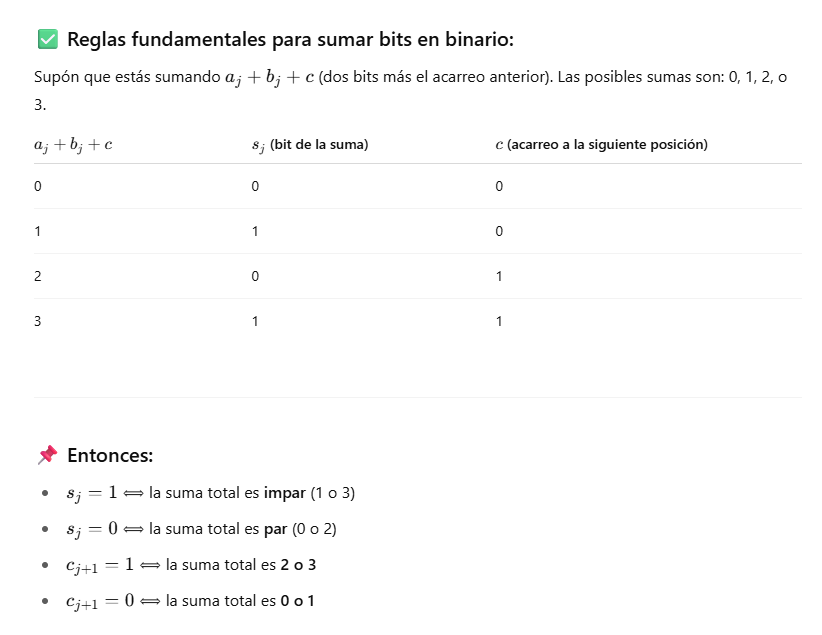 ✅ Reglas fundamentales para sumar bits en binario:
Supón que estás sumando $a_j + b_j + c$ (dos bits más el acarreo anterior). Las posibles sumas son: 0, 1, 2, o
3.
$a_j + b_j + c$ $s_j$ (bit de la suma) $c$ (acarreo a la siguiente posición)
0 0 0
1 1 0
2 0 1
3 1 1
📌 Entonces:
• $s_j = 1 \iff$ la suma total es impar (1 o 3)
• $s_j = 0 \iff$ la suma total es par (0 o 2)
• $c_{j+1} = 1 \iff$ la suma total es 2 o 3
• $c_{j+1} = 0 \iff$ la suma total es 0 o 1